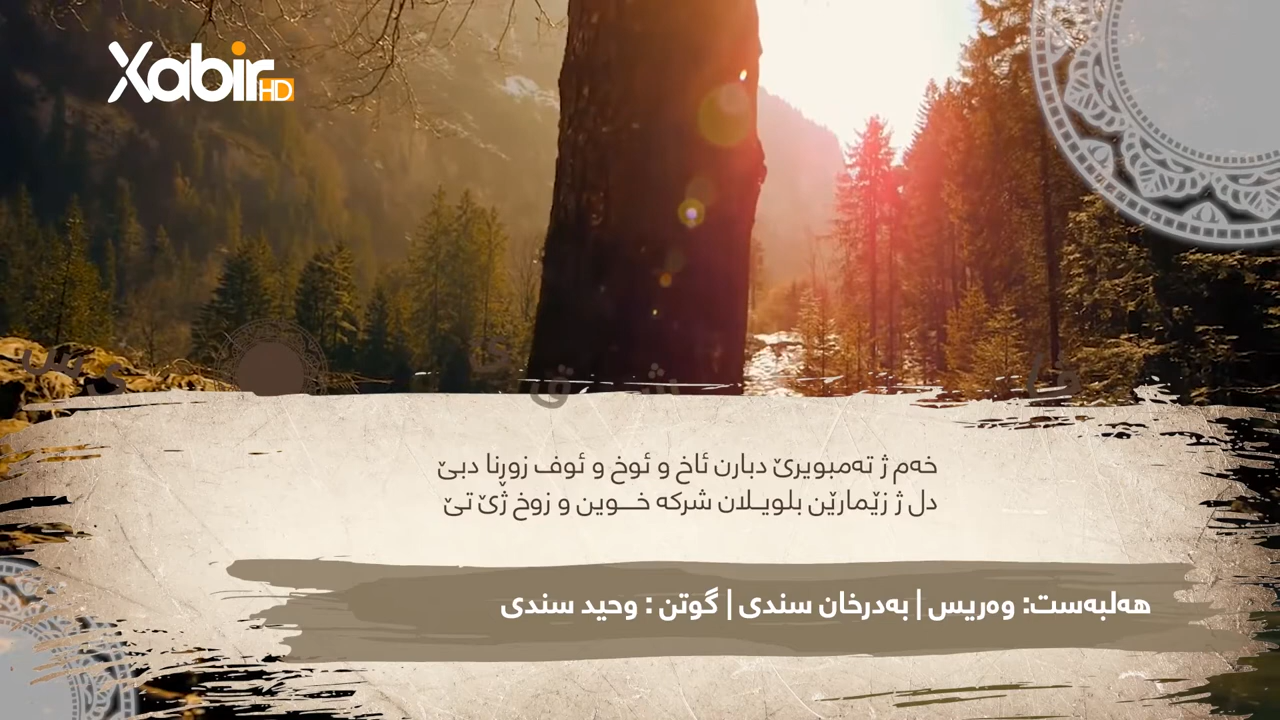 Xabir HD
خەم ژ تەمبویرێ دبارن ئاخ و ئوخ و ئوف زورنا دبێ
دل ژ زێمارێن بلویـلان شرکە خـــوین و زوخ ژێ تێ
هەلبەست: وەریس | بەدرخان سندی | گوتن : وحید سندی